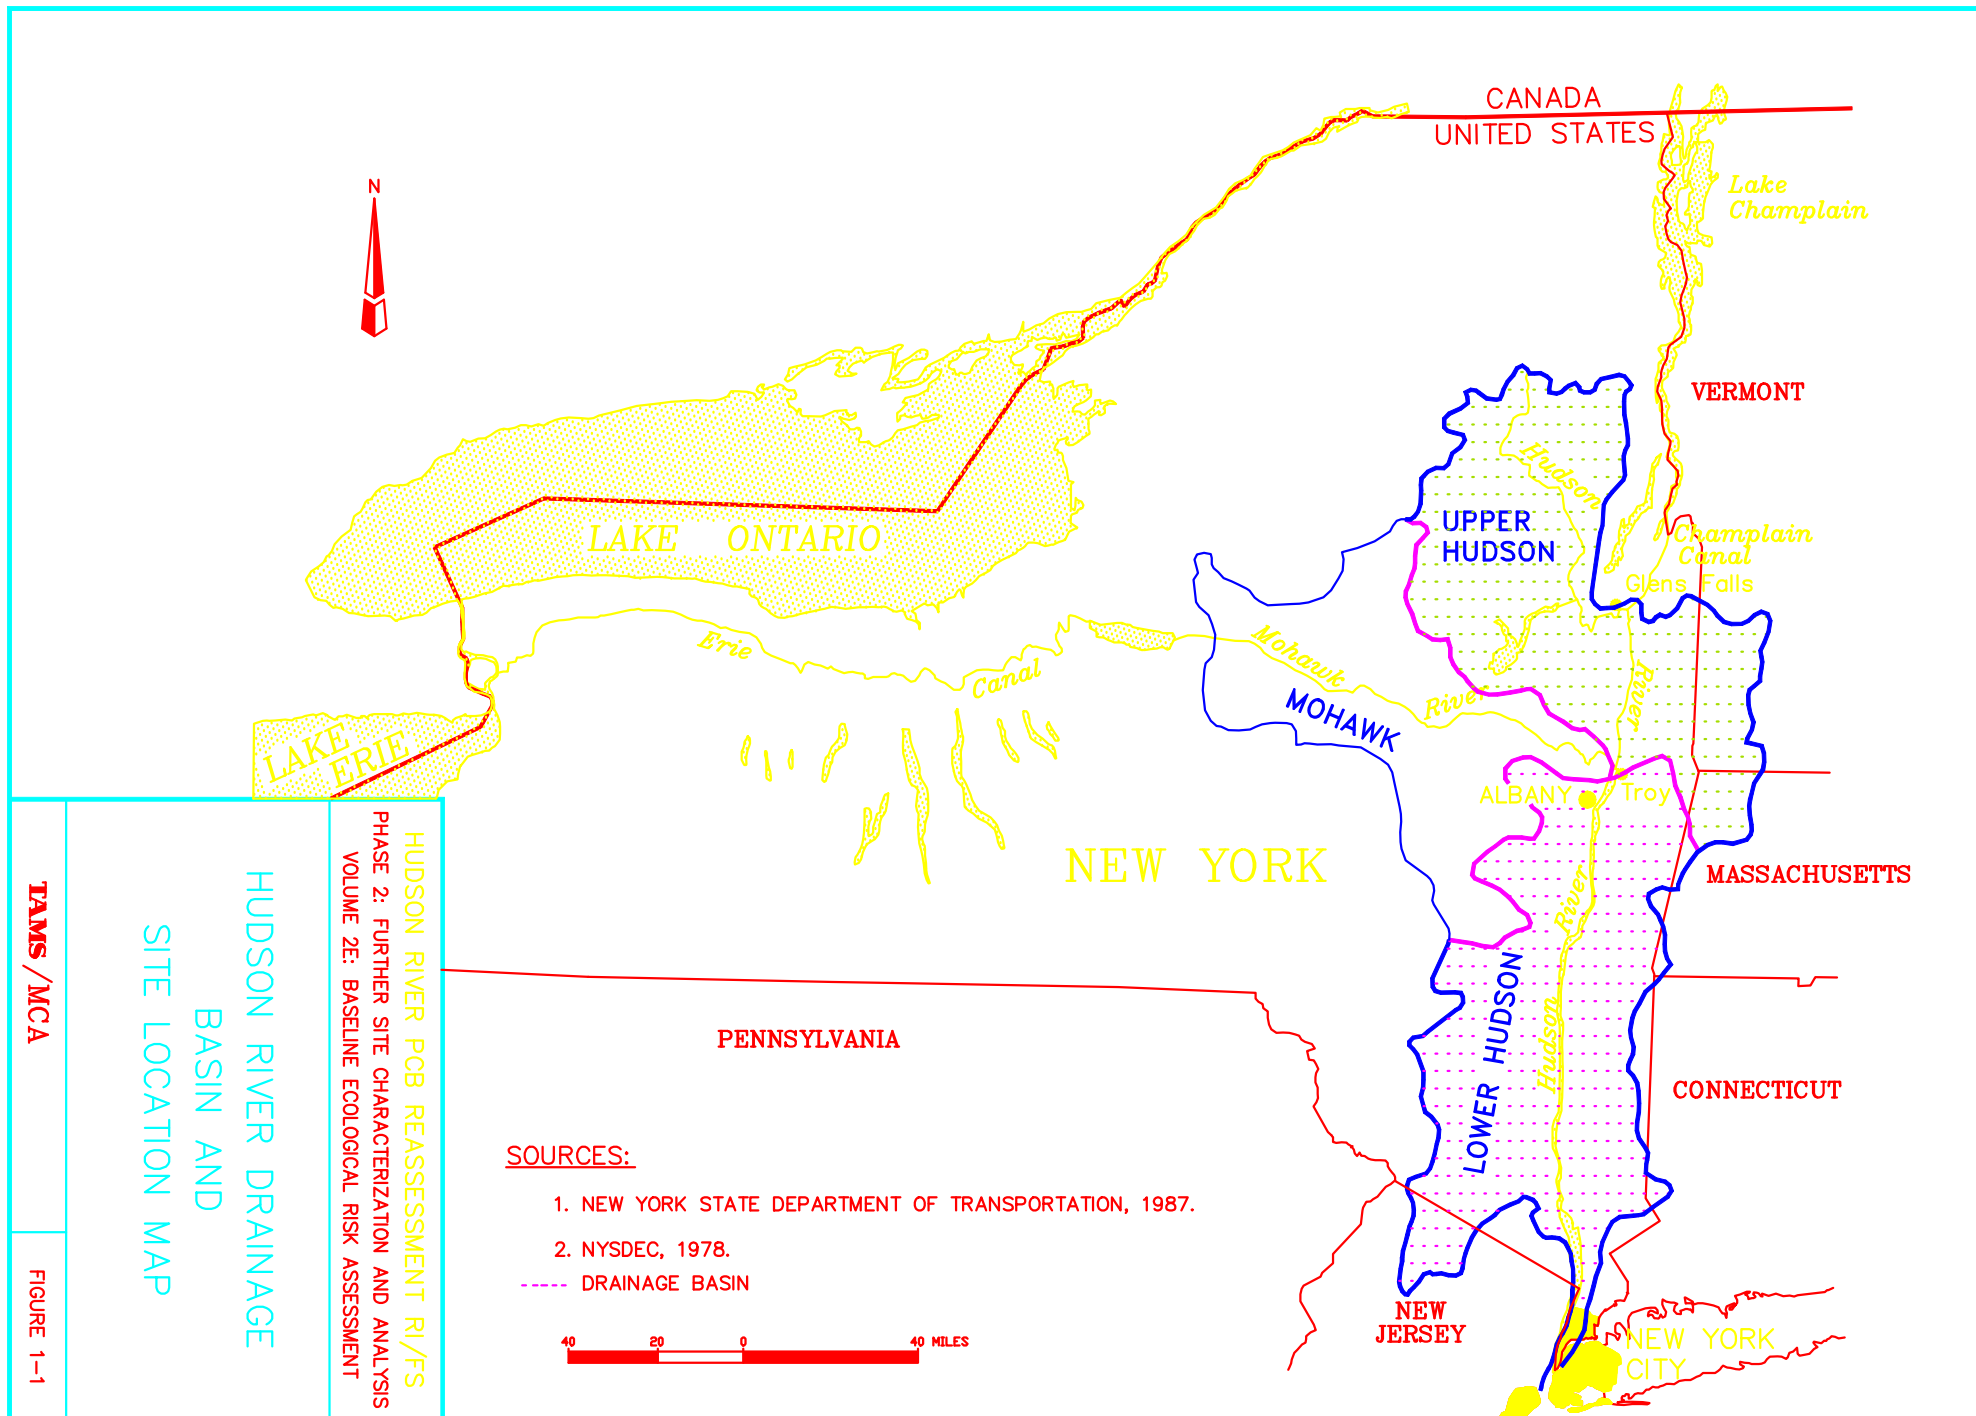 CANADA
UNITED STATES
N
Lake
Champlain
VERMONT
Hudson
UPPER
HUDSON
Champlain
Canal
Glens Falls
LAKE ONTARIO
Erie
Canal
Mohawk
River
River
MOHAWK
LAKE
ERIE
ALBANY
Troy
NEW YORK
MASSACHUSETTS
River
Hudson
LOWER HUDSON
PENNSYLVANIA
CONNECTICUT
NEW
JERSEY
NEW YORK
CITY
SOURCES:
1. NEW YORK STATE DEPARTMENT OF TRANSPORTATION, 1987.
2. NYSDEC, 1978.
DRAINAGE BASIN
40 20 0 40 MILES
HUDSON RIVER PCB REASSESSMENT RI/FS
PHASE 2: FURTHER SITE CHARACTERIZATION AND ANALYSIS
VOLUME 2E: BASELINE ECOLOGICAL RISK ASSESSMENT
HUDSON RIVER DRAINAGE
BASIN AND
SITE LOCATION MAP
TAMS/MCA
FIGURE 1-1